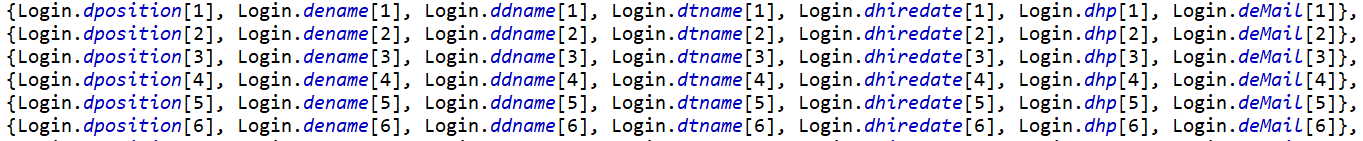 {Login.dposition[1], Login.dename[1], Login.ddname[1], Login.dtname[1], Login.dhiredate[1], Login.dhp[1], Login.deMail[1]},
{Login.dposition[2], Login.dename[2], Login.ddname[2], Login.dtname[2], Login.dhiredate[2], Login.dhp[2], Login.deMail[2]},
{Login.dposition[3], Login.dename[3], Login.ddname[3], Login.dtname[3], Login.dhiredate[3], Login.dhp[3], Login.deMail[3]},
{Login.dposition[4], Login.dename[4], Login.ddname[4], Login.dtname[4], Login.dhiredate[4], Login.dhp[4], Login.deMail[4]},
{Login.dposition[5], Login.dename[5], Login.ddname[5], Login.dtname[5], Login.dhiredate[5], Login.dhp[5], Login.deMail[5]},
{Login.dposition[6], Login.dename[6], Login.ddname[6], Login.dtname[6], Login.dhiredate[6], Login.dhp[6], Login.deMail[6]},